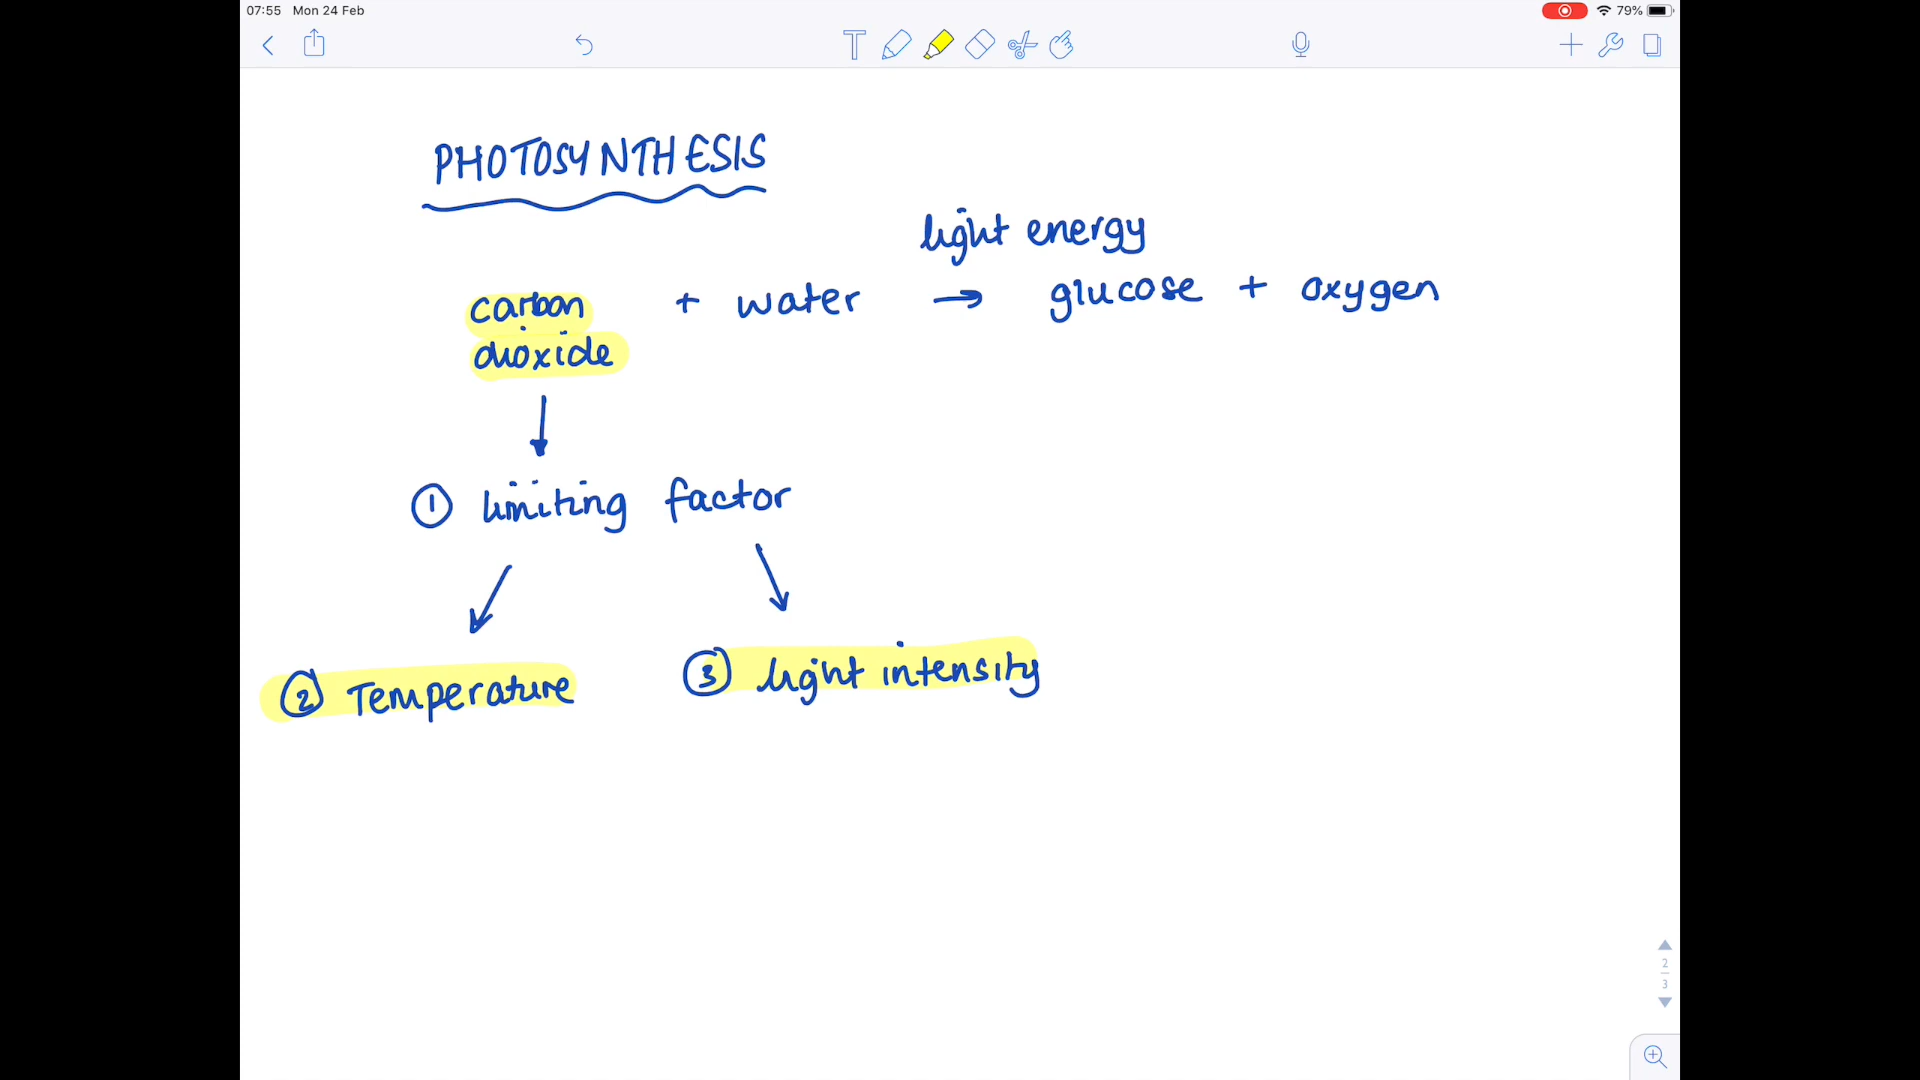 07:55 Mon 24 Feb
79%
T
PHOTOSYNTHESIS
light energy
carbon + water → glucose + oxygen
dioxide
① limiting factor
② Temperature ③ light intensity
2
3